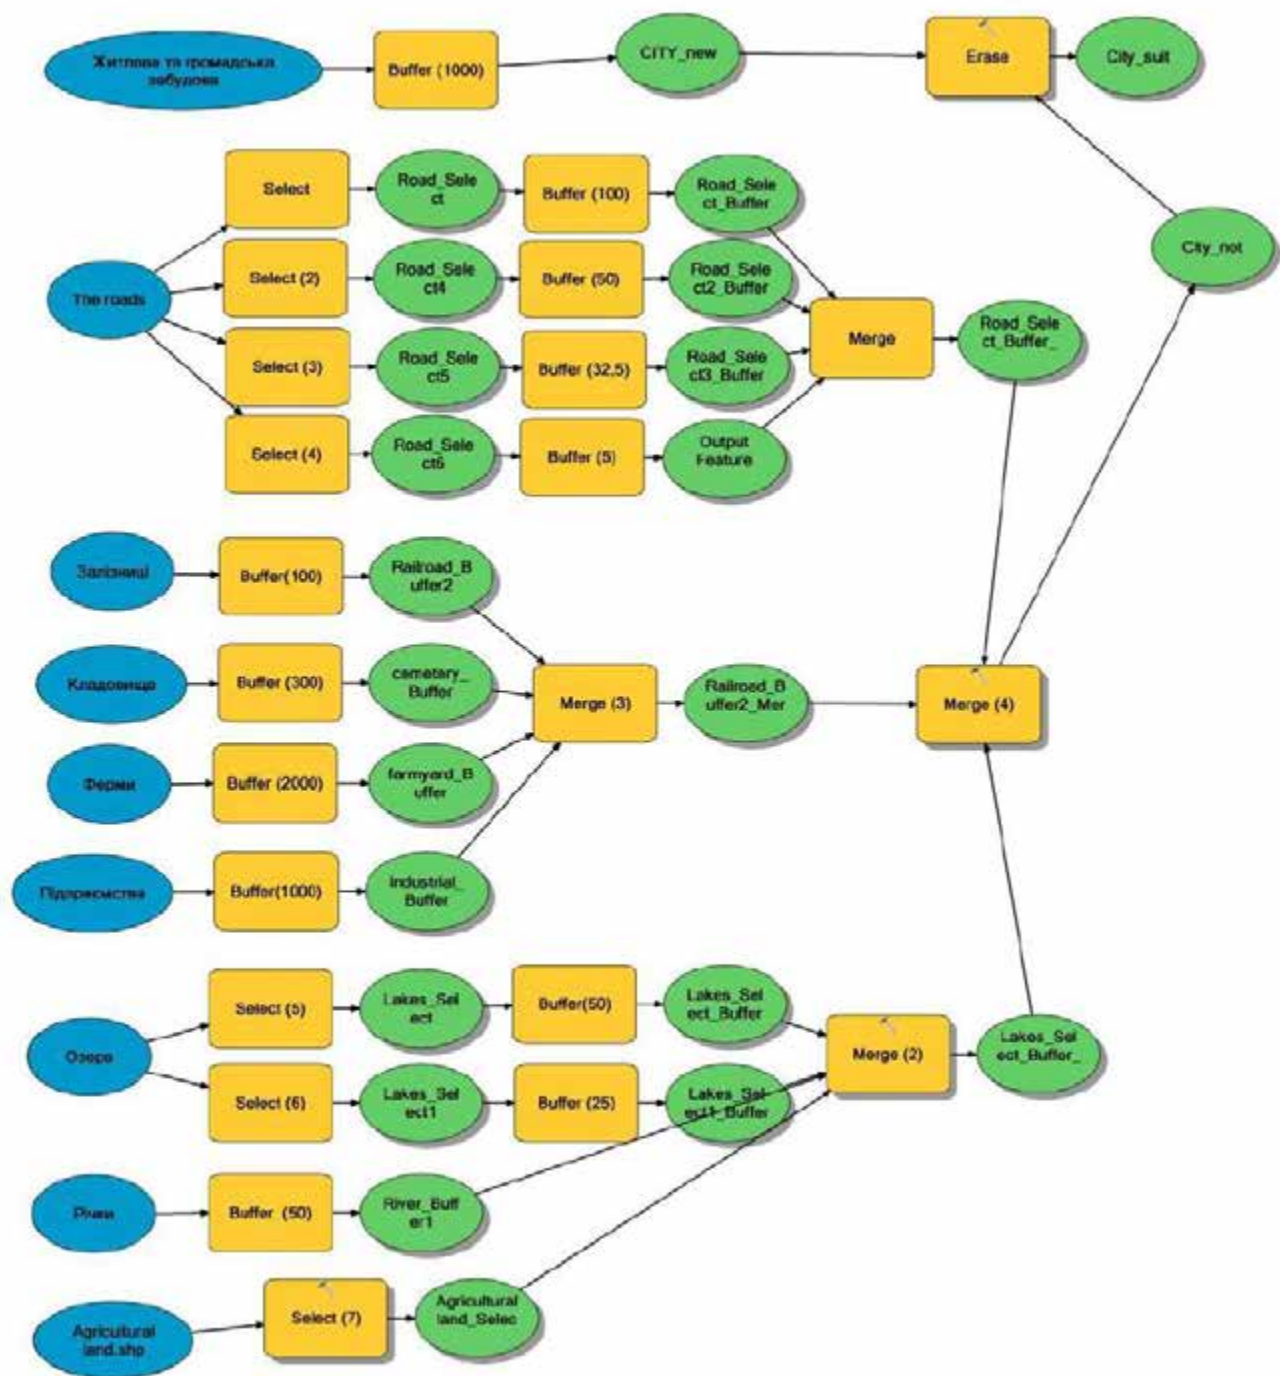 Житлова та громадська
забудова
Buffer (1000)
CITY_new
Erase
City_suit
City_not
The roads
Select
Road_Sele
ct
Buffer (100)
Road_Sele
ct_Buffer
Select (2)
Road_Sele
ct4
Buffer (50)
Road_Sele
ct2_Buffer
Select (3)
Road_Sele
ct5
Buffer (32,5)
Road_Sele
ct3_Buffer
Select (4)
Road_Sele
ct6
Buffer (5)
Output
Feature
Merge
Road_Sele
ct_Buffer_
Залізниці
Buffer(100)
Railroad_B
uffer2
Кладовище
Buffer (300)
cemetery_
Buffer
Ферми
Buffer (2000)
farmyard_B
uffer
Підприємства
Buffer(1000)
Industrial_
Buffer
Merge (3)
Railroad_B
uffer2_Mer
Merge (4)
Озера
Select (5)
Lakes_Sel
ect
Buffer(50)
Lakes_Sel
ect_Buffer
Select (6)
Lakes_Sel
ect1
Buffer (25)
Lakes_Sel
ect1_Buffer
Merge (2)
Lakes_Sel
ect_Buffer_
Річки
Buffer (50)
River_Buff
er1
Agricultural
land.shp
Select (7)
Agricultural
land_Selec